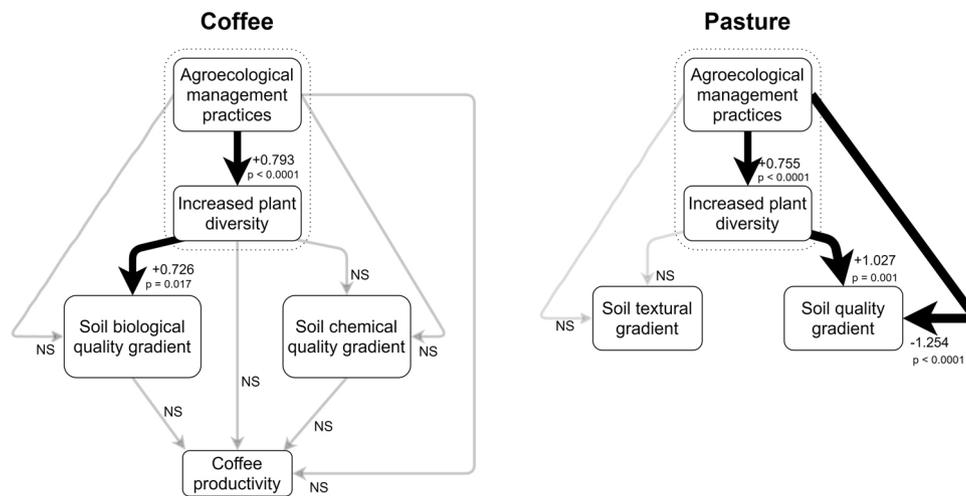 Coffee
Agroecological
management
practices
+0.793
p < 0.0001
Increased plant
diversity
+0.726
p = 0.017
NS
Soil biological
quality gradient
Soil chemical
quality gradient
NS
NS
NS
NS
NS
Coffee
productivity
NS
Pasture
Agroecological
management
practices
+0.755
p < 0.0001
Increased plant
diversity
+1.027
p = 0.001
NS
Soil textural
gradient
Soil quality
gradient
NS
-1.254
p < 0.0001